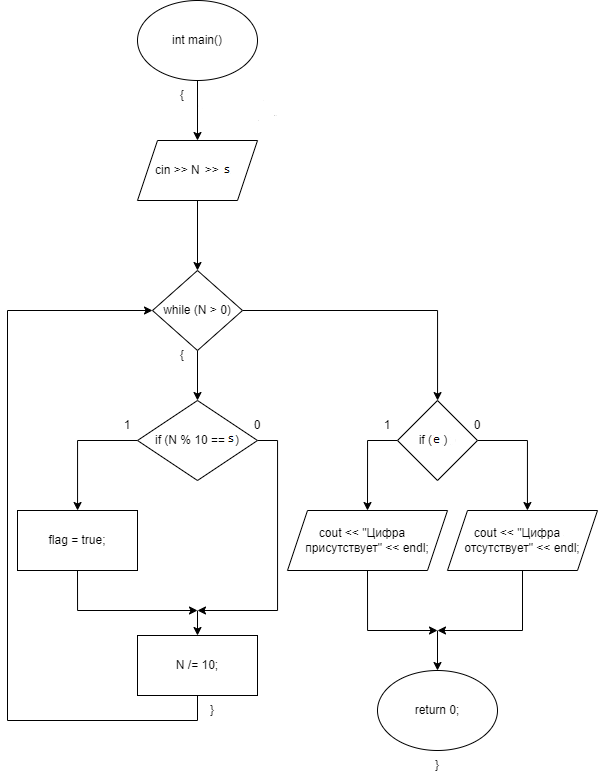 int main()
{
cin >> N >> s
while (N > 0)
{
1
0
if (N % 10 == s)
1
0
if (e )
flag = true;
cout << "Цифра
присутствует" << endl;
cout << "Цифра
отсутствует" << endl;
N /= 10;
}
return 0;
}